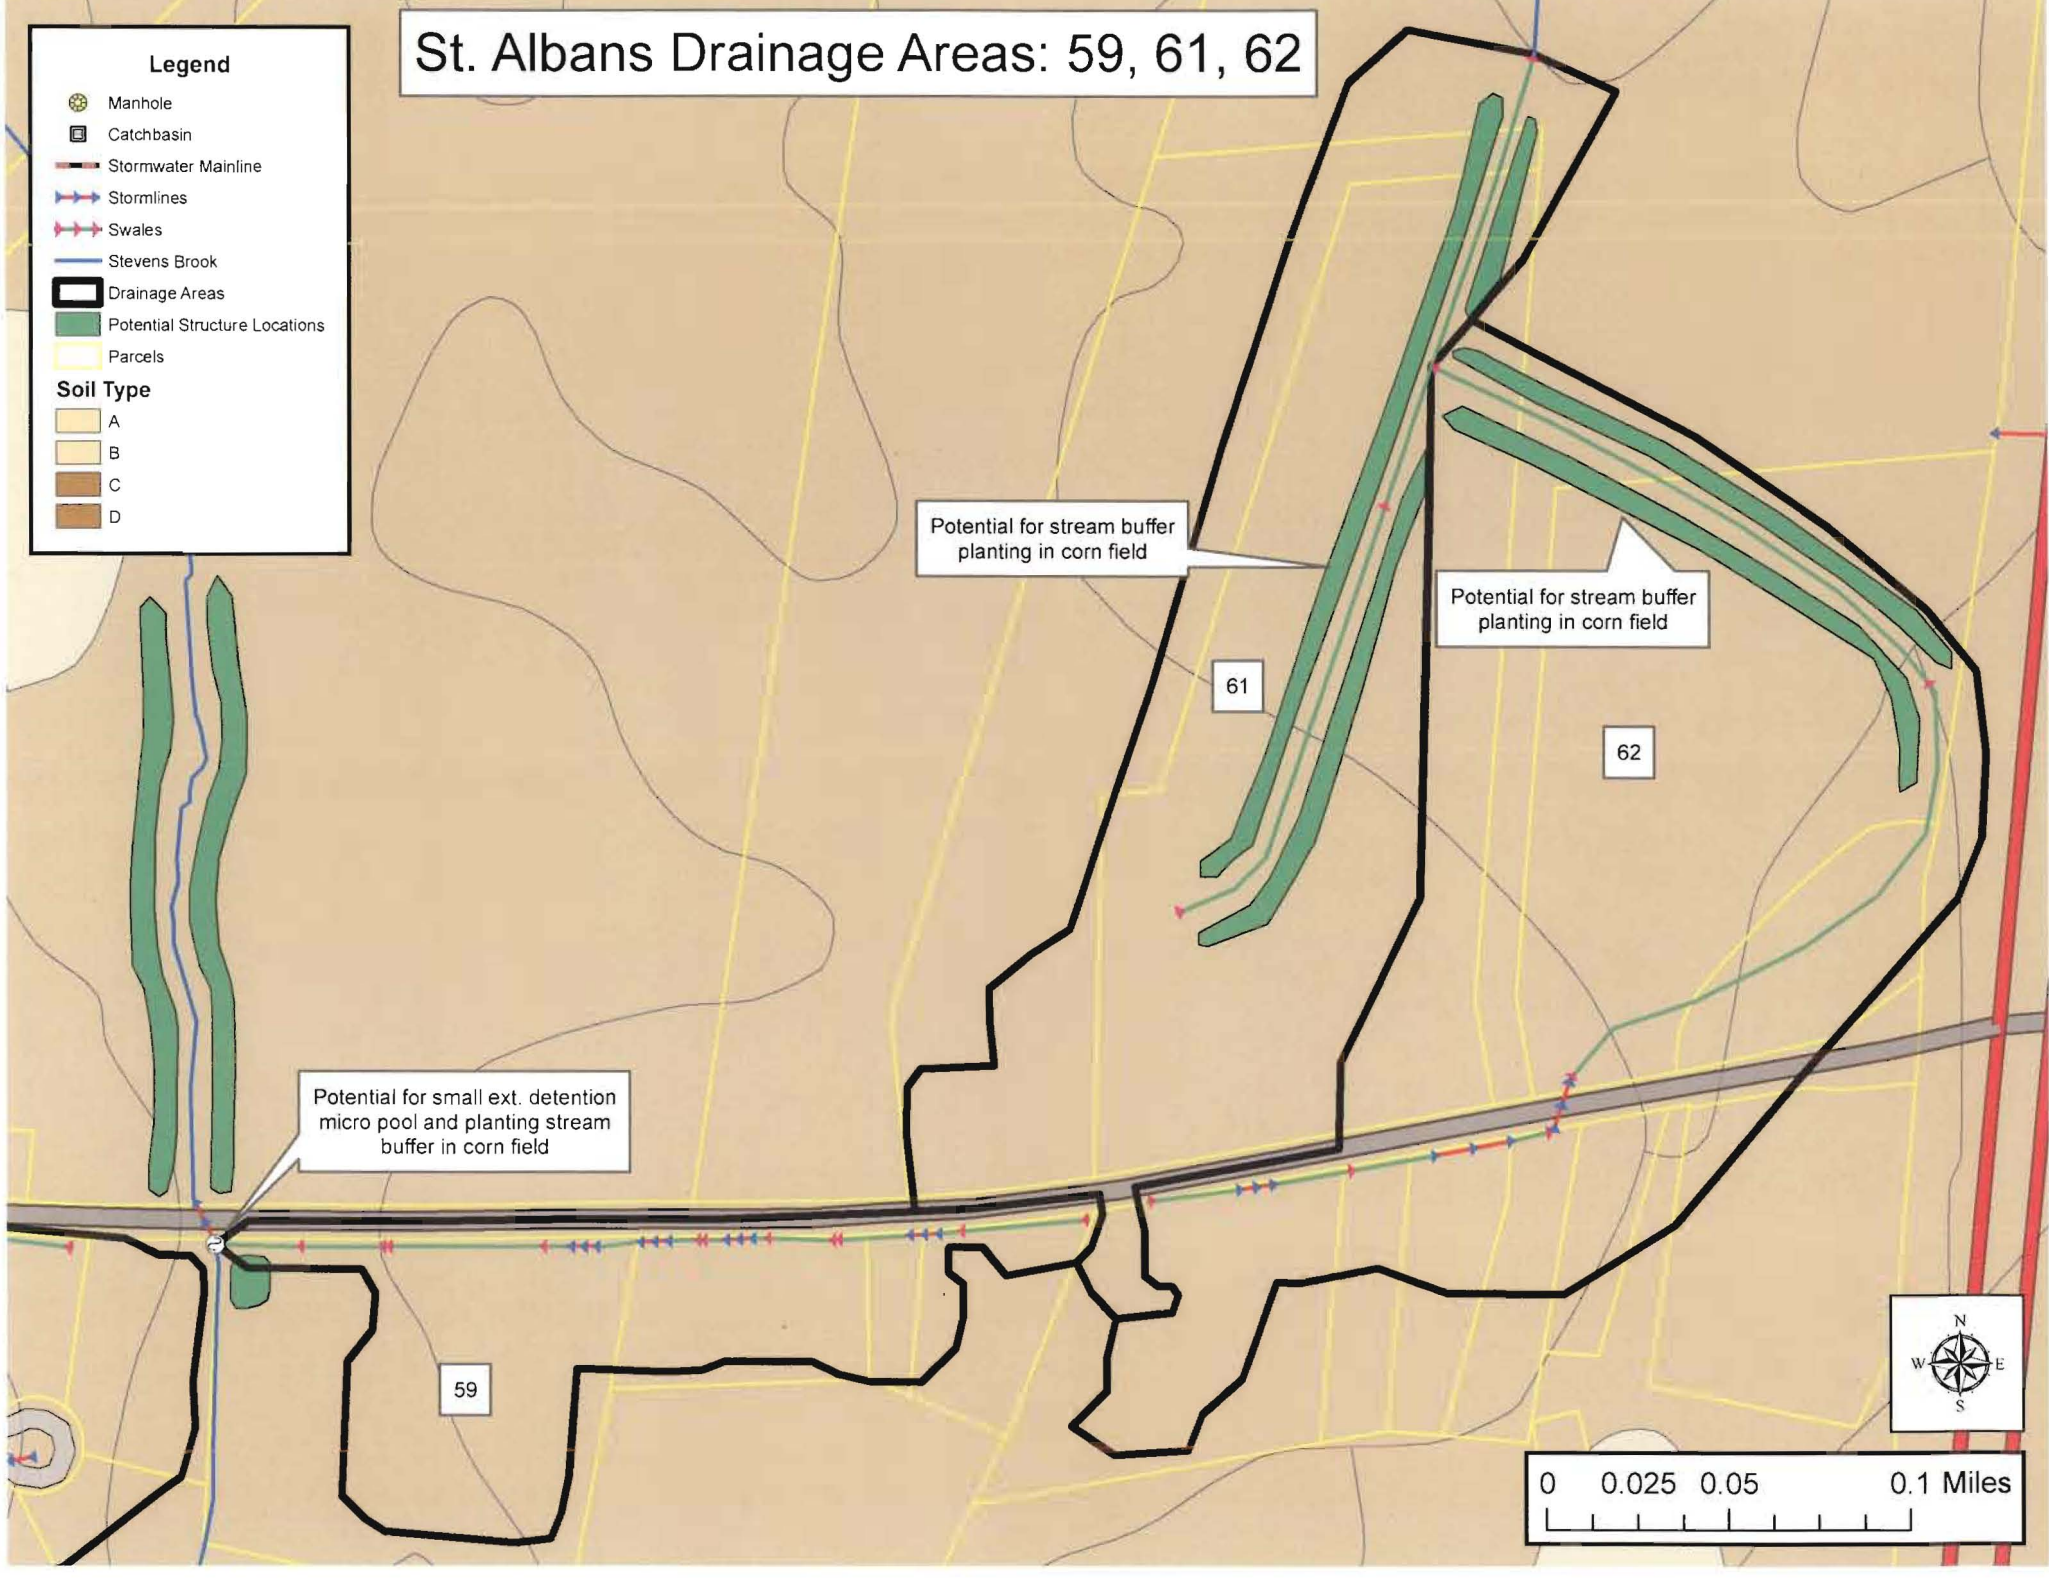 St. Albans Drainage Areas: 59, 61, 62
Legend
Manhole
Catchbasin
Stormwater Mainline
Stormlines
Swales
Stevens Brook
Drainage Areas
Potential Structure Locations
Parcels
Soil Type
A
B
C
D
Potential for stream buffer
planting in corn field
Potential for stream buffer
planting in corn field
61
62
Potential for small ext. detention
micro pool and planting stream
buffer in corn field
59
N
W E
S
0 0.025 0.05 0.1 Miles